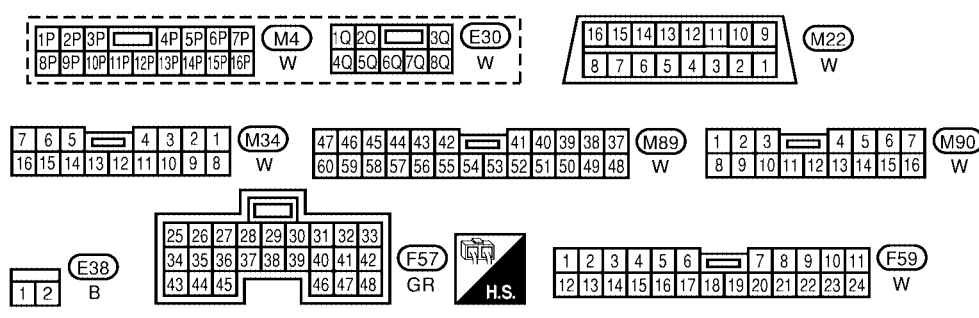 1P 2P 3P 4P 5P 6P 7P
8P 9P 10P 11P 12P 13P 14P 15P 16P
M4
W
1Q 2Q 3Q
4Q 5Q 6Q 7Q 8Q
E30
W
16 15 14 13 12 11 10 9
8 7 6 5 4 3 2 1
M22
W
7 6 5 4 3 2 1
16 15 14 13 12 11 10 9 8
M34
W
47 46 45 44 43 42 41 40 39 38 37
60 59 58 57 56 55 54 53 52 51 50 49 48
M89
W
1 2 3 4 5 6 7
8 9 10 11 12 13 14 15 16
M90
W
1 2
E38
B
25 26 27 28 29 30 31 32 33
34 35 36 37 38 39 40 41 42
43 44 45 46 47 48
F57
GR
H.S.
1 2 3 4 5 6 7 8 9 10 11
12 13 14 15 16 17 18 19 20 21 22 23 24
F59
W